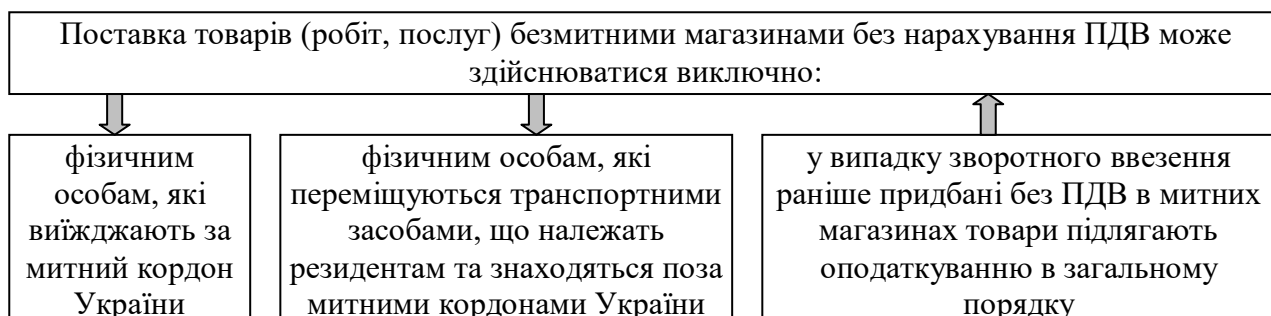 Поставка товарів (робіт, послуг) безмитними магазинами без нарахування ПДВ може
здійснюватися виключно:
фізичним
особам, які
виїжджають за
митний кордон
України
фізичним особам, які
переміщуються транспортними
засобами, що належать
резидентам та знаходяться поза
митними кордонами України
у випадку зворотного ввезення
раніше придбані без ПДВ в митних
магазинах товари підлягають
оподаткуванню в загальному
порядку